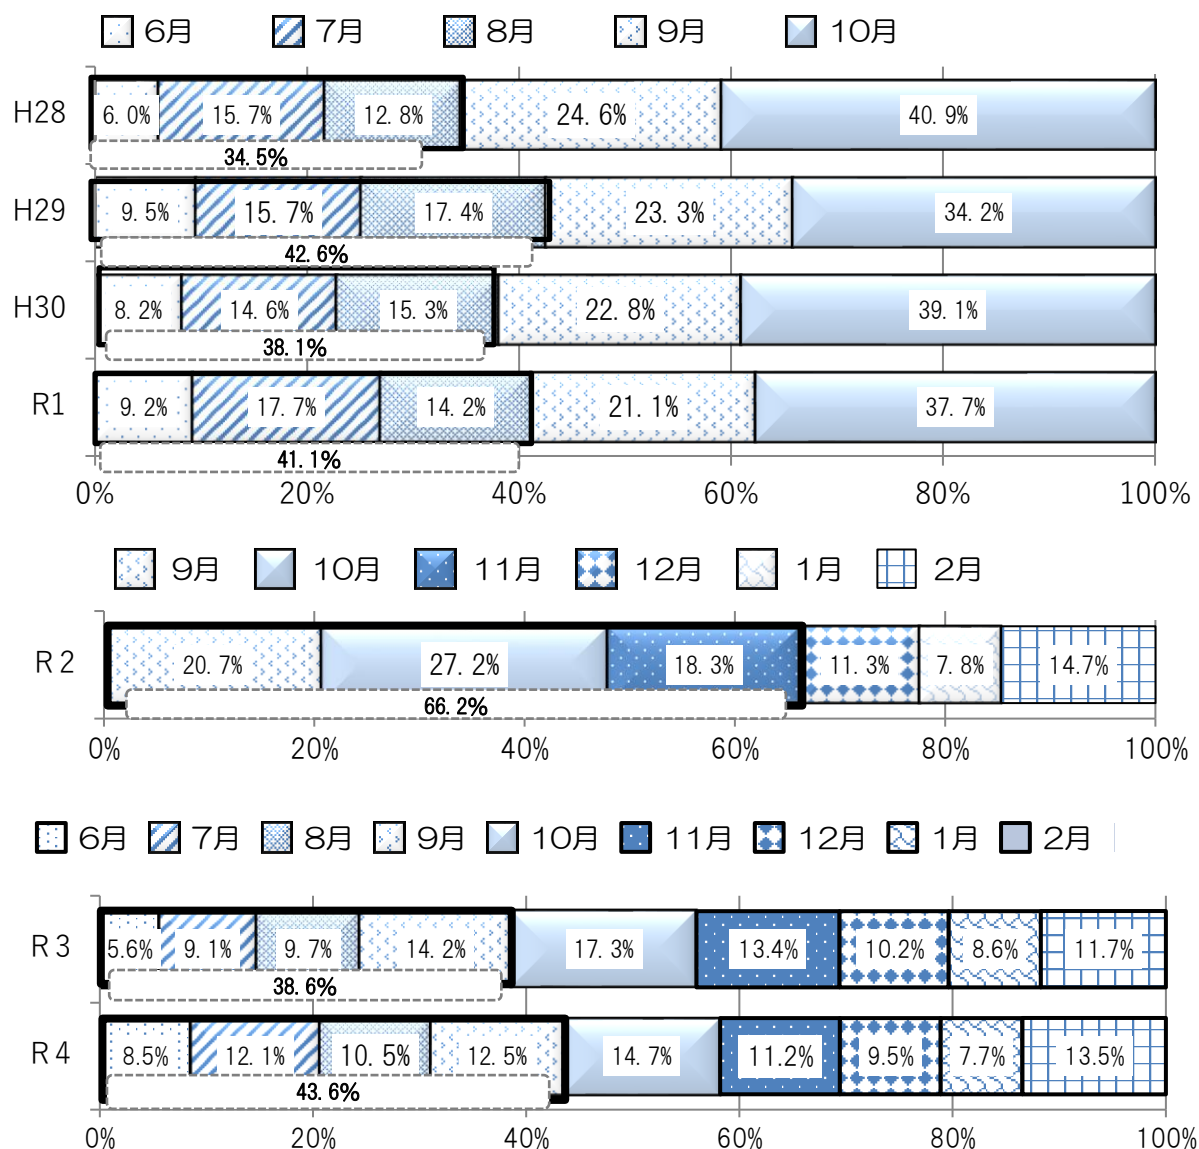 6月 7月 8月 9月 10月
H28 6.0% 15.7% 12.8% 24.6% 40.9%
34.5%
H29 9.5% 15.7% 17.4% 23.3% 34.2%
42.6%
H30 8.2% 14.6% 15.3% 22.8% 39.1%
38.1%
R1 9.2% 17.7% 14.2% 21.1% 37.7%
41.1%
0% 20% 40% 60% 80% 100%
9月 10月 11月 12月 1月 2月
R2 20.7% 27.2% 18.3% 11.3% 7.8% 14.7%
66.2%
0% 20% 40% 60% 80% 100%
6月 7月 8月 9月 10月 11月 12月 1月 2月
R3 5.6% 9.1% 9.7% 14.2% 17.3% 13.4% 10.2% 8.6% 11.7%
38.6%
R4 8.5% 12.1% 10.5% 12.5% 14.7% 11.2% 9.5% 7.7% 13.5%
43.6%
0% 20% 40% 60% 80% 100%